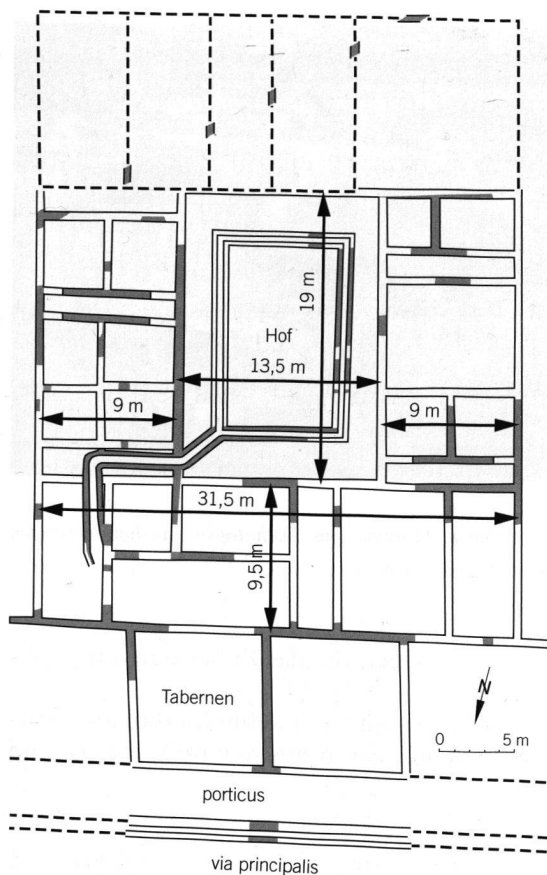 19 m
Hof
13,5 m
9 m
9 m
31,5 m
9,5 m
Tabernen
N
0 5 m
porticus
via principalis